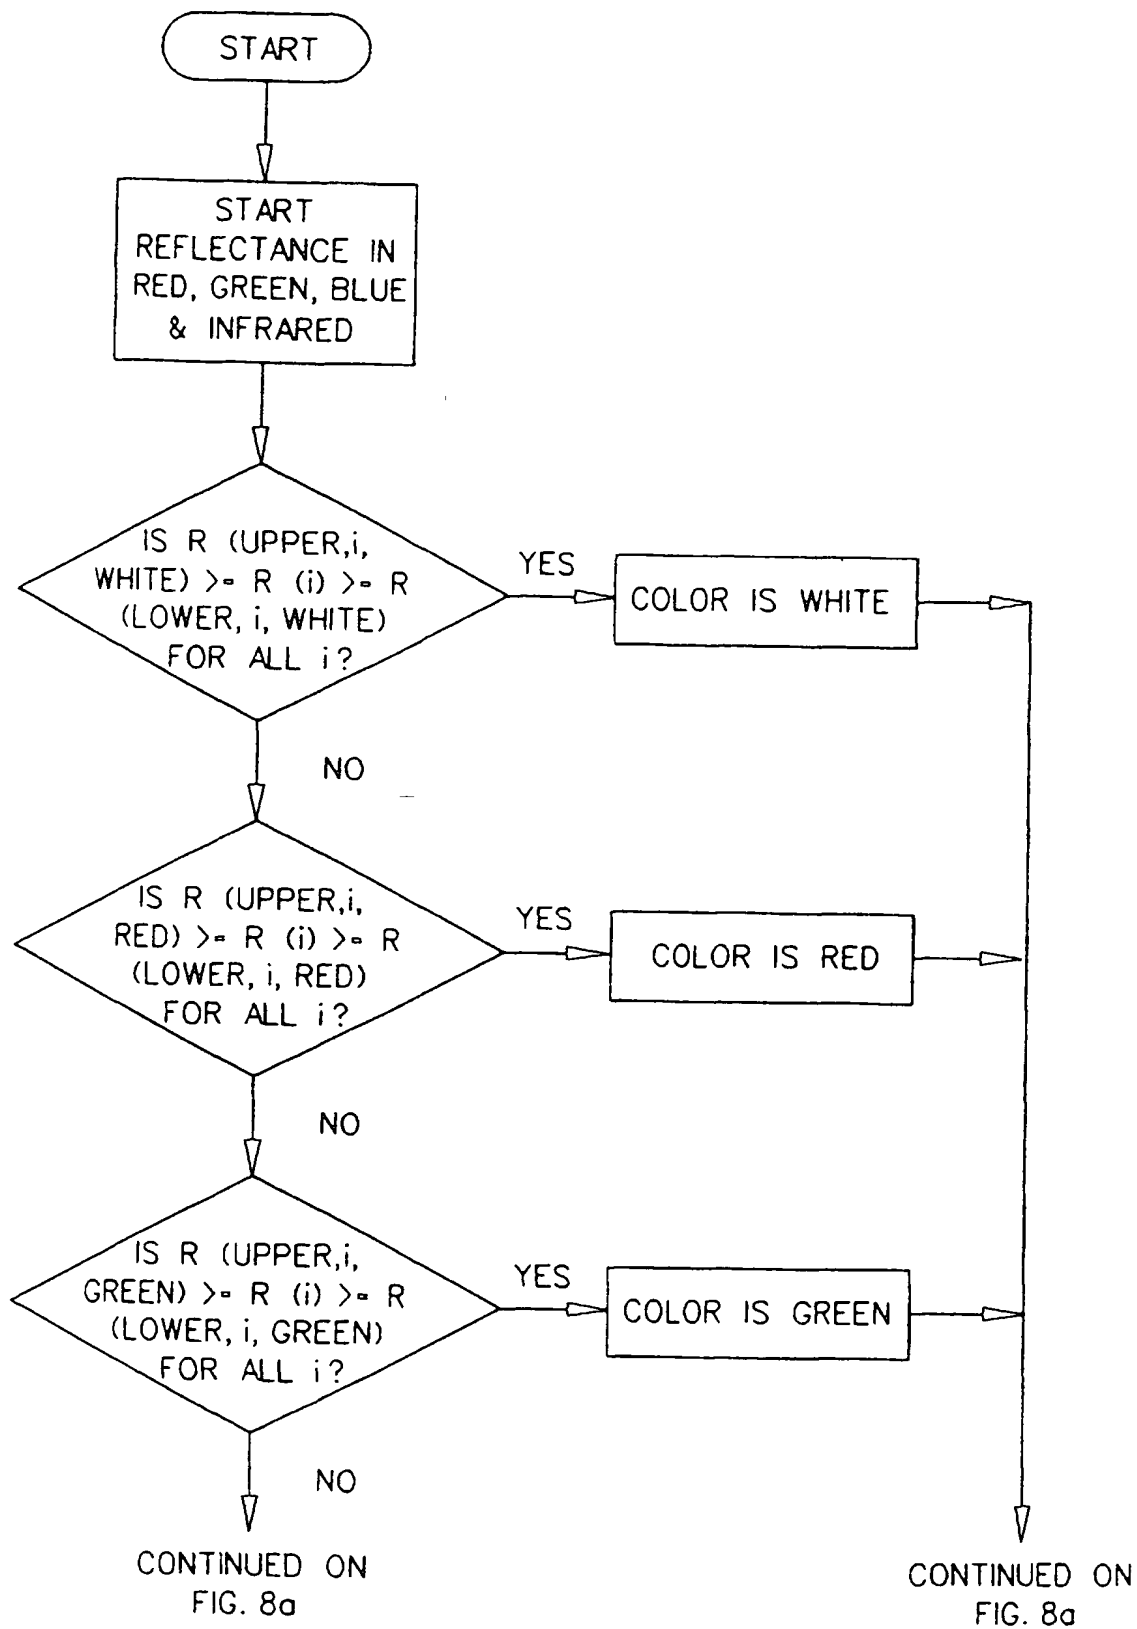 START
START
REFLECTANCE IN
RED, GREEN, BLUE
& INFRARED
IS R (UPPER,i,
WHITE) >= R (i) >= R
(LOWER, i, WHITE)
FOR ALL i?
YES
COLOR IS WHITE
NO
IS R (UPPER,i,
RED) >= R (i) >= R
(LOWER, i, RED)
FOR ALL i?
YES
COLOR IS RED
NO
IS R (UPPER,i,
GREEN) >= R (i) >= R
(LOWER, i, GREEN)
FOR ALL i?
YES
COLOR IS GREEN
NO
CONTINUED ON
FIG. 8a
CONTINUED ON
FIG. 8a